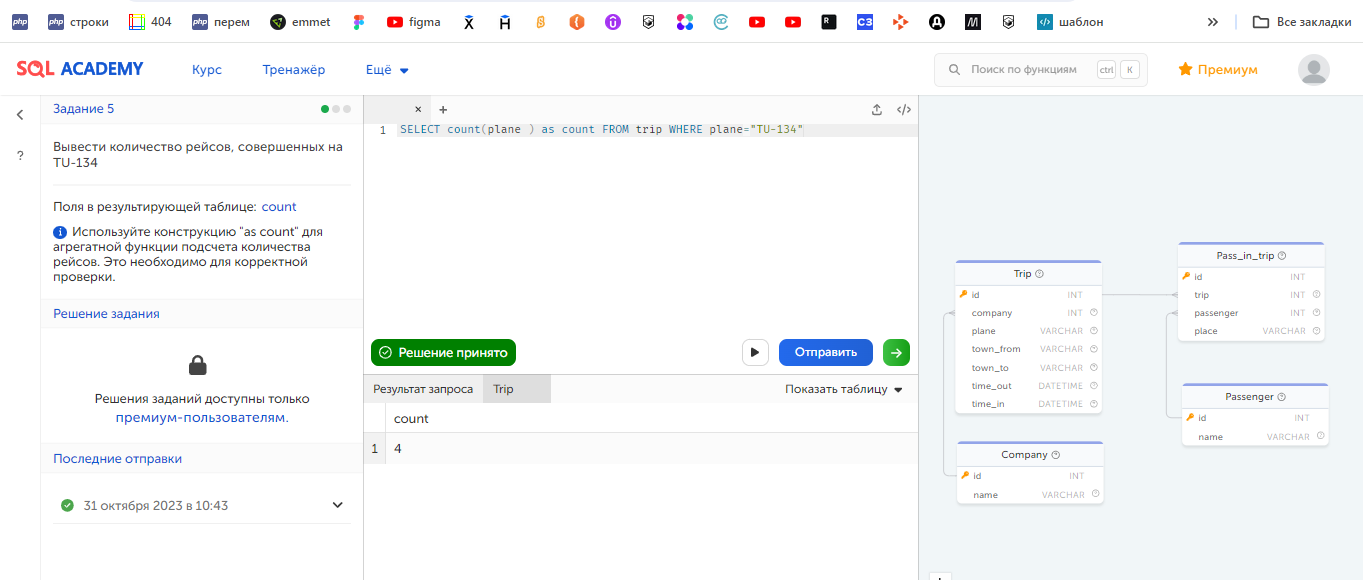 php
php строки
404
php перем
emmet
figma
СЗ
шаблон
»
Все закладки
SQL ACADEMY
Курс
Тренажёр
Ещё
Поиск по функциям
ctrl
K
Премиум
Задание 5
?
Вывести количество рейсов, совершенных на
TU-134
Поля в результирующей таблице: count
Используйте конструкцию "as count" для
агрегатной функции подсчета количества
рейсов. Это необходимо для корректной
проверки.
Решение задания
Решения заданий доступны только
премиум-пользователям.
Последние отправки
31 октября 2023 в 10:43
× +
</>
1 SELECT count(plane ) as count FROM trip WHERE plane="TU-134"
Решение принято
Отправить
Результат запроса
Trip
Показать таблицу
count
1 4
Trip
id INT
company INT
plane VARCHAR
town_from VARCHAR
town_to VARCHAR
time_out DATETIME
time_in DATETIME
Company
id INT
name VARCHAR
Pass_in_trip
id INT
trip INT
passenger INT
place VARCHAR
Passenger
id INT
name VARCHAR